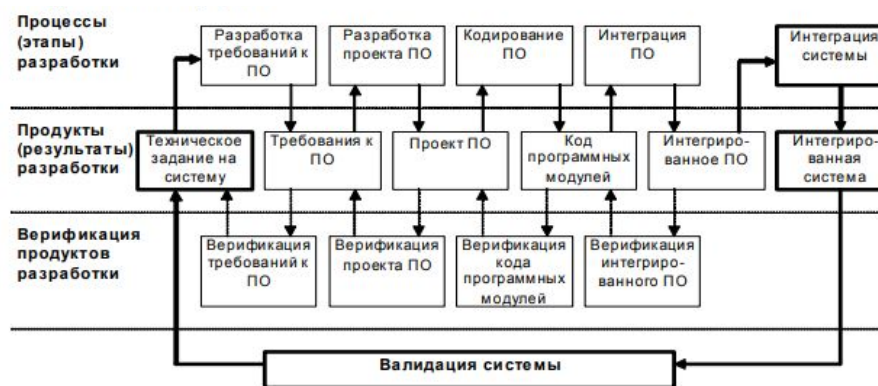 Процессы
(этапы)
разработки
Разработка
требований к
ПО
Разработка
проекта ПО
Кодирование
ПО
Интеграция
ПО
Интеграция
системы
Продукты
(результаты)
разработки
Техническое
задание на
систему
Требования к
ПО
Проект ПО
Код
программных
модулей
Интегриро-
ванное ПО
Интегриро-
ванная
система
Верификация
продуктов
разработки
Верификация
требований к
ПО
Верификация
проекта ПО
Верификация
кода
программных
модулей
Верификация
интегриро-
ванного ПО
Валидация системы